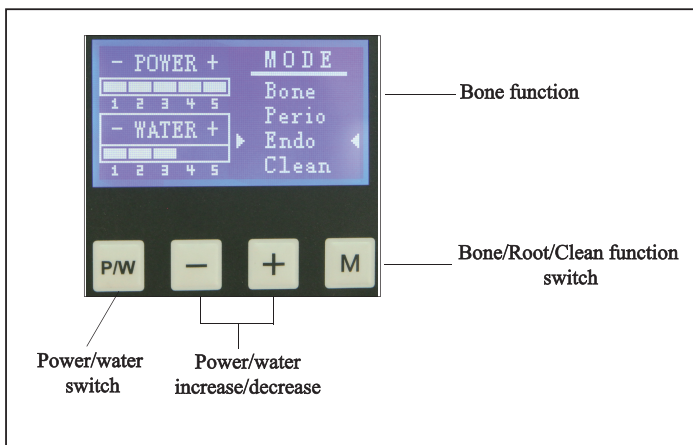 - POWER +
1 2 3 4 5
- WATER +
1 2 3 4 5
MODE
Bone
Perio
Endo
Clean
P/W
−
+
M
Bone function
Bone/Root/Clean function
switch
Power/water
switch
Power/water
increase/decrease